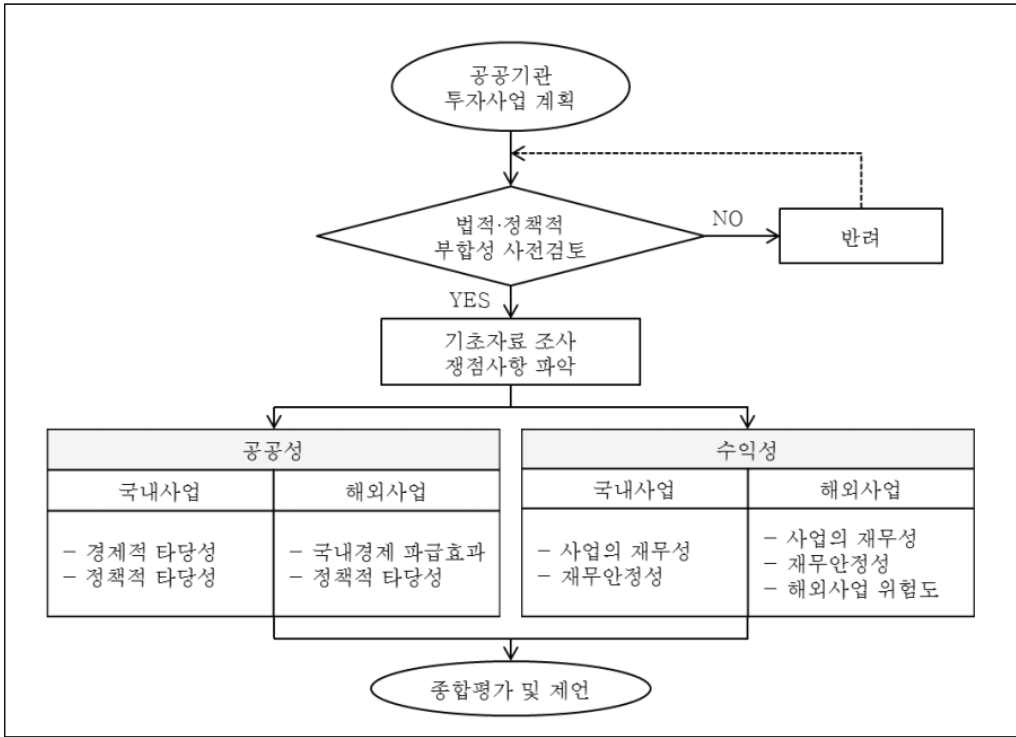 공공기관
투자사업 계획
법적·정책적
부합성 사전검토
NO
반려
YES
기초자료 조사
쟁점사항 파악
공공성
국내사업
해외사업
– 경제적 타당성
– 정책적 타당성
– 국내경제 파급효과
– 정책적 타당성
수익성
국내사업
해외사업
– 사업의 재무성
– 재무안정성
– 사업의 재무성
– 재무안정성
– 해외사업 위험도
종합평가 및 제언